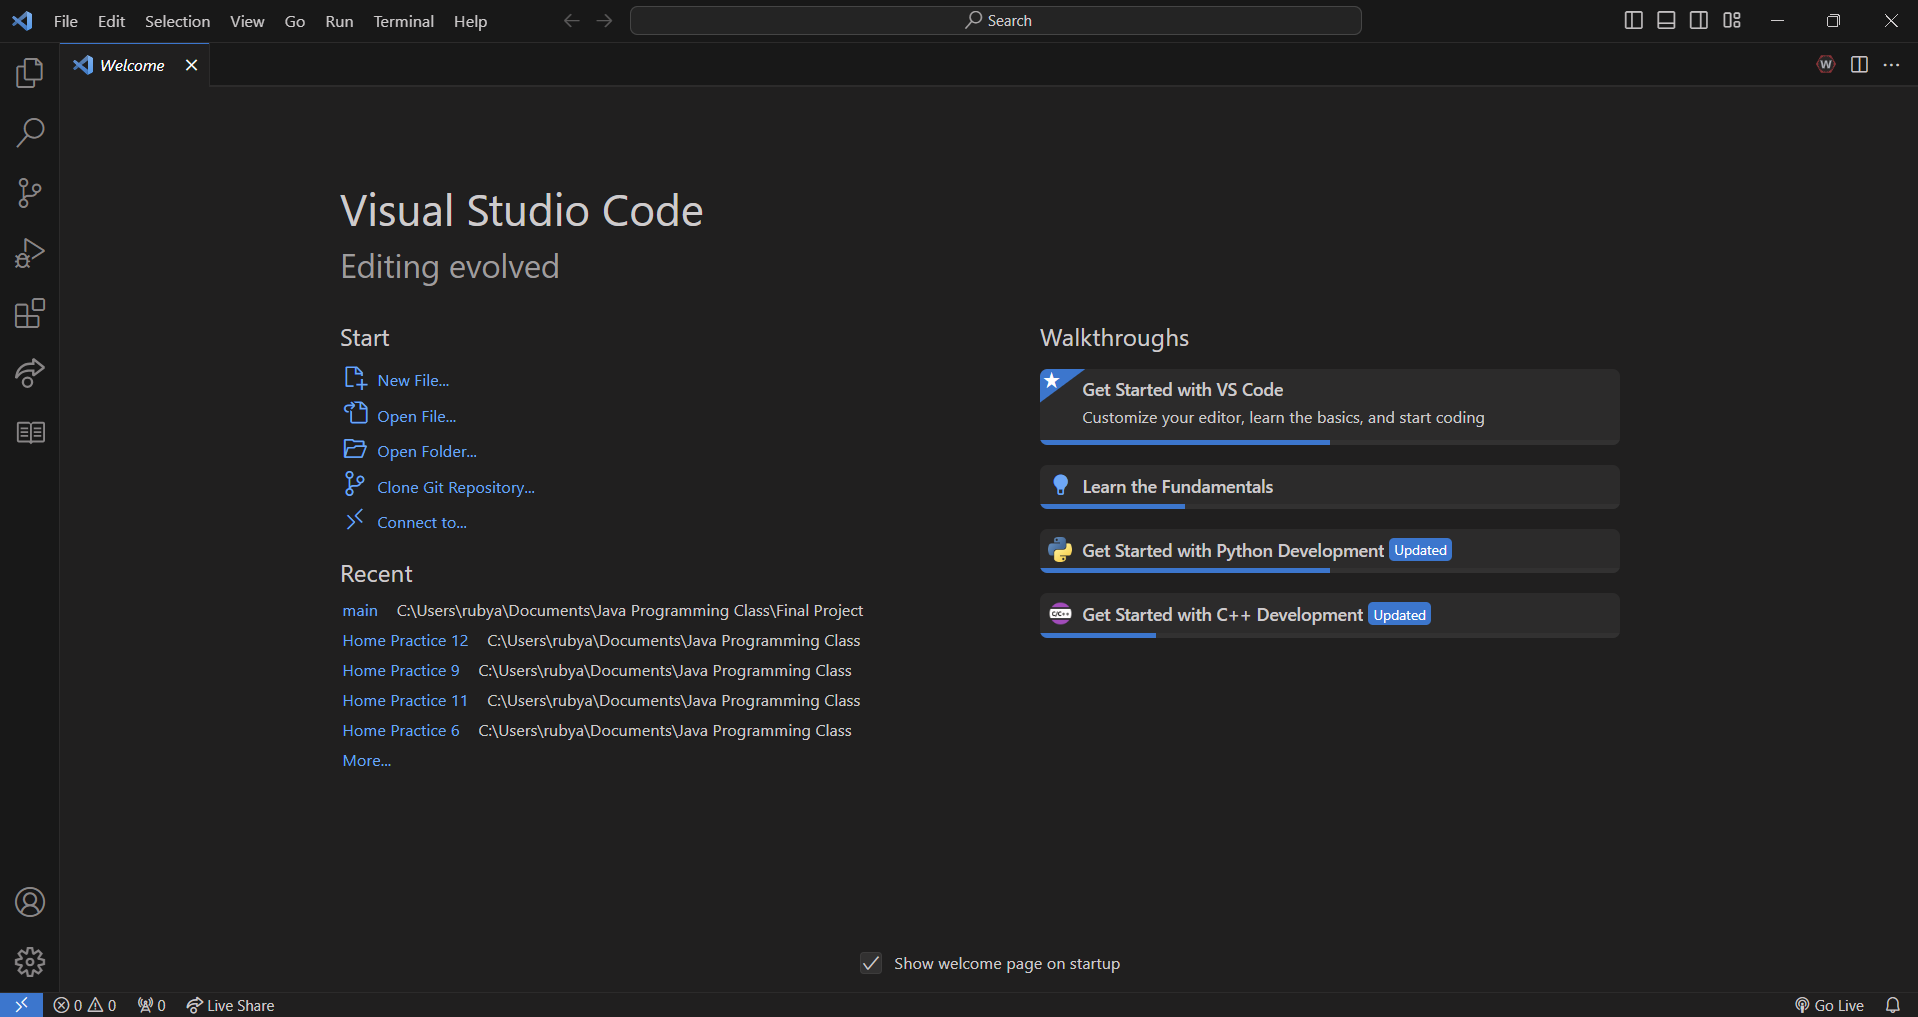 File Edit Selection View Go Run Terminal Help Search
Welcome
W
Visual Studio Code
Editing evolved
Start
New File...
Open File...
Open Folder...
Clone Git Repository...
Connect to...
Recent
main C:\Users\rubya\Documents\Java Programming Class\Final Project
Home Practice 12 C:\Users\rubya\Documents\Java Programming Class
Home Practice 9 C:\Users\rubya\Documents\Java Programming Class
Home Practice 11 C:\Users\rubya\Documents\Java Programming Class
Home Practice 6 C:\Users\rubya\Documents\Java Programming Class
More...
Walkthroughs
Get Started with VS Code
Customize your editor, learn the basics, and start coding
Learn the Fundamentals
Get Started with Python Development Updated
C/C++ Get Started with C++ Development Updated
Show welcome page on startup
0 0 0 Live Share Go Live